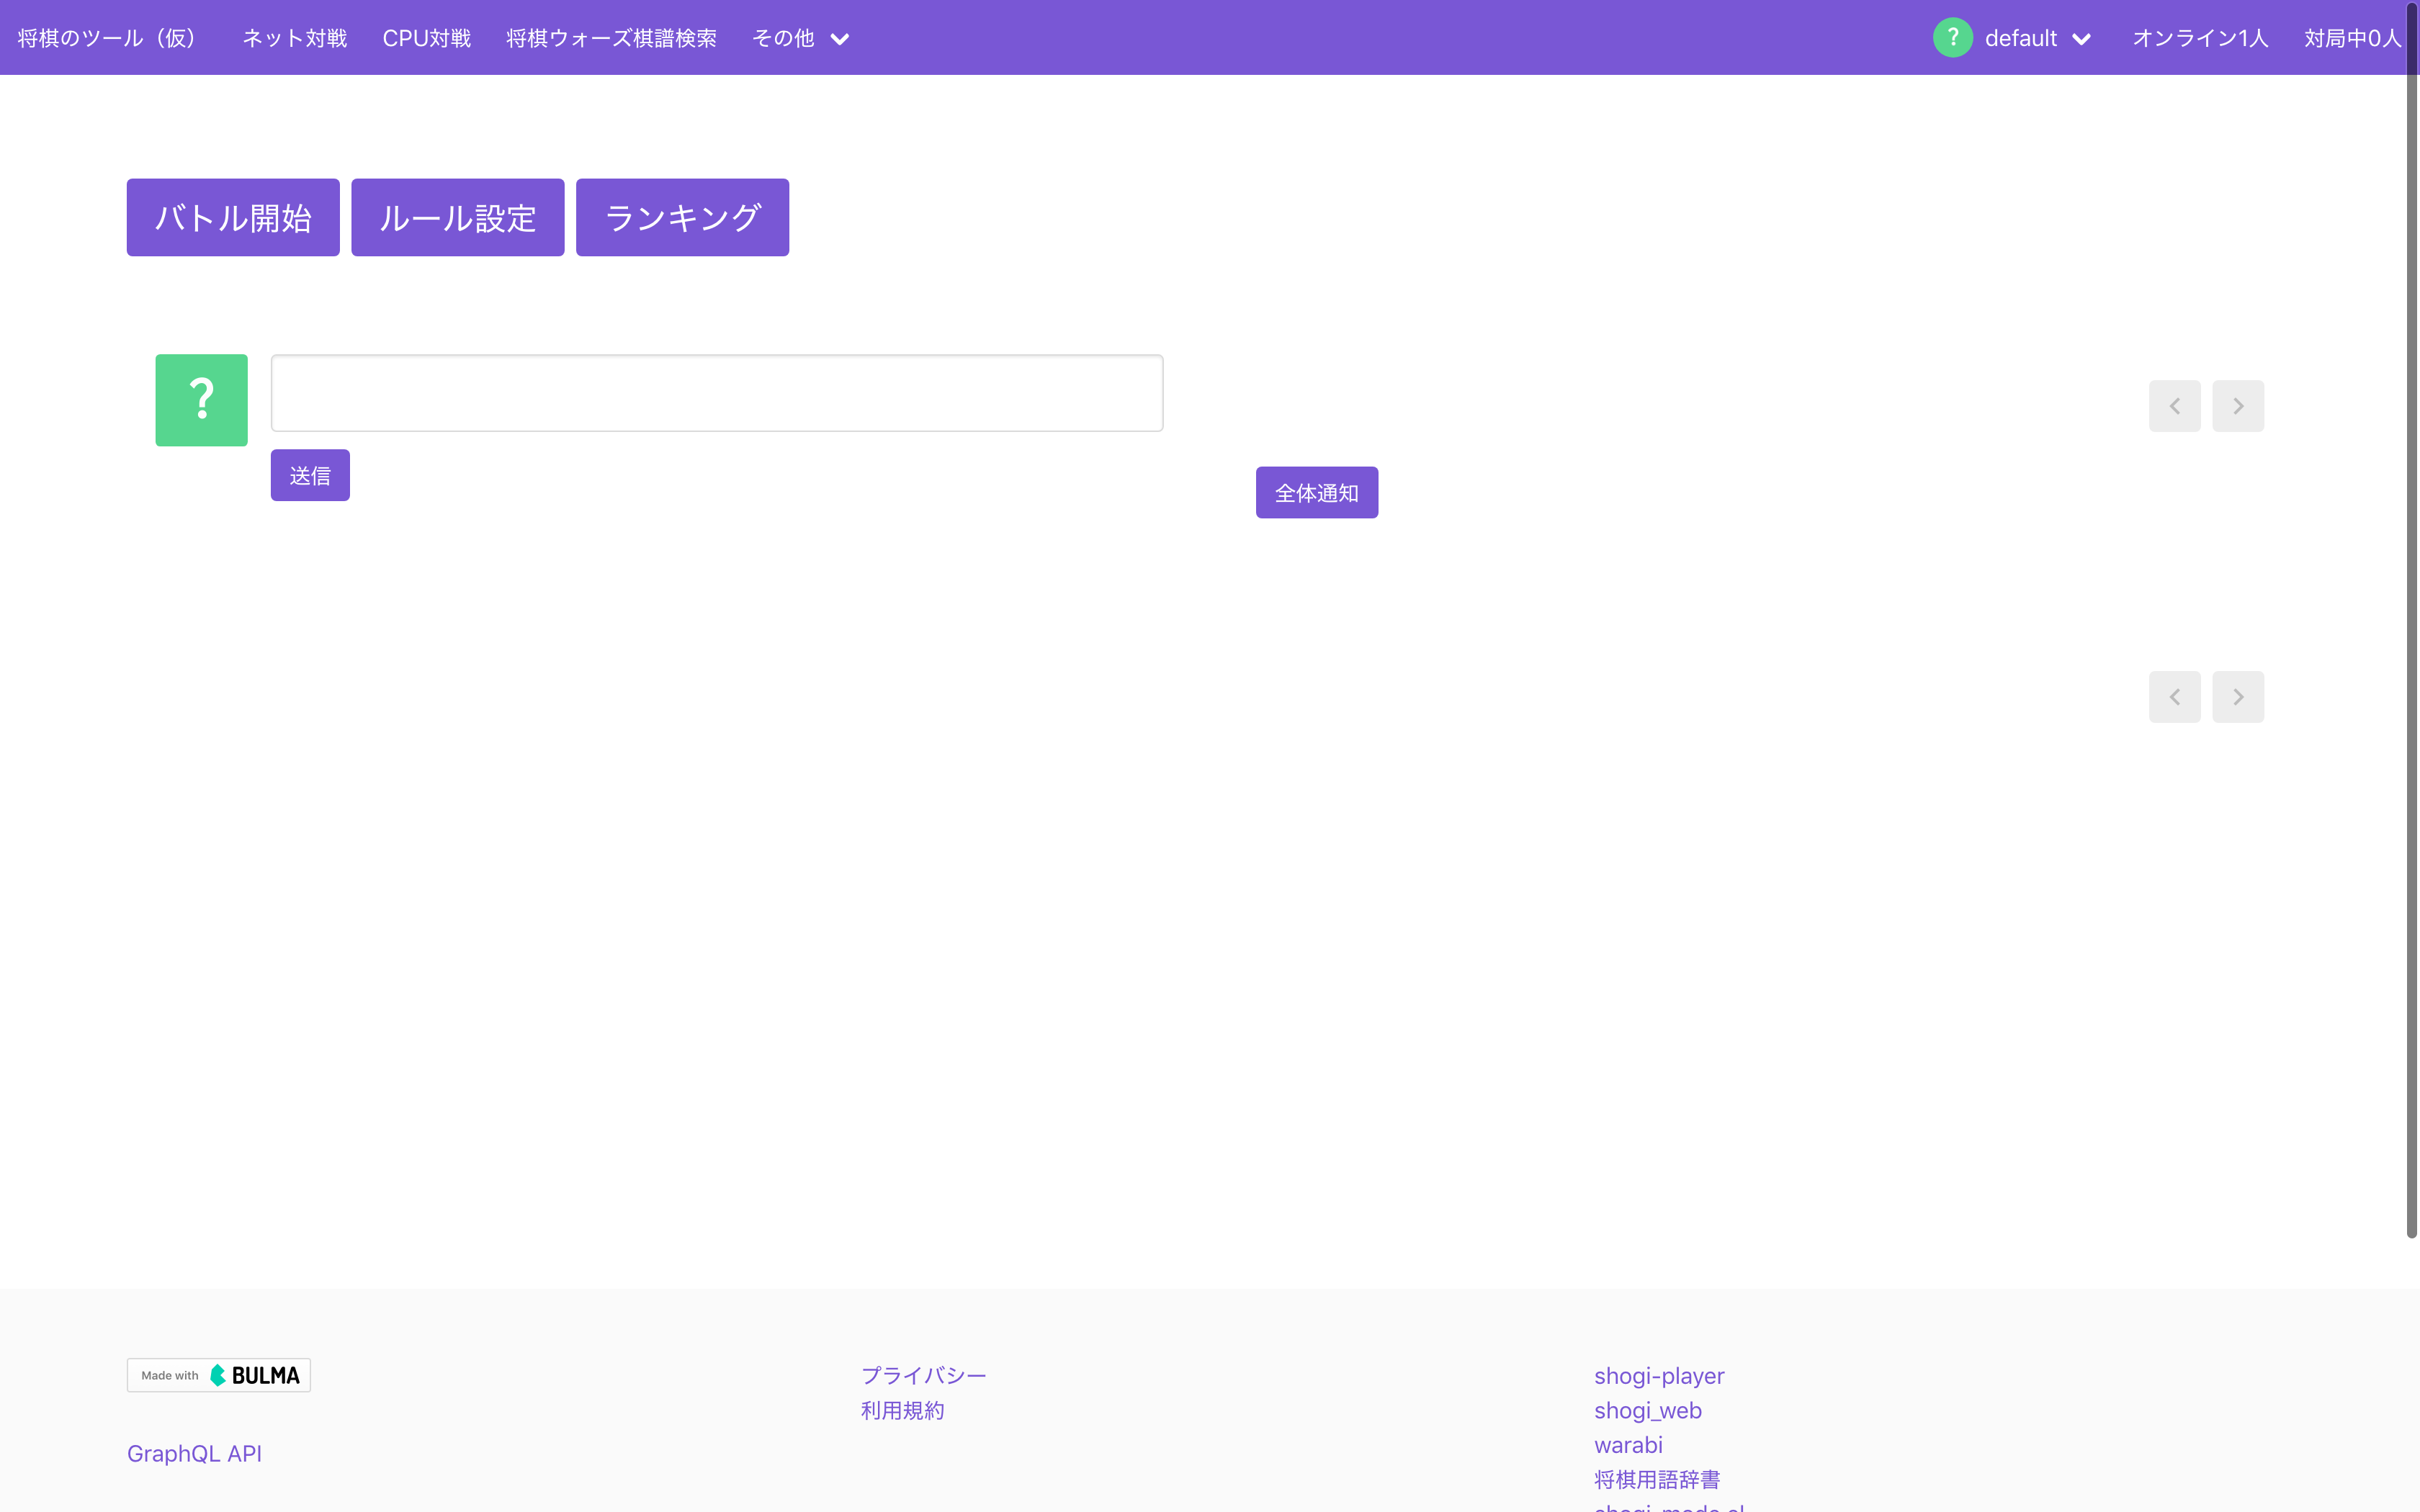 将棋のツール（仮） ネット対戦 CPU対戦 将棋ウォーズ棋譜検索 その他 ? default オンライン1人 対局中0人
バトル開始 ルール設定 ランキング
?
送信
全体通知
Made with BULMA
GraphQL API
プライバシー
利用規約
shogi-player
shogi_web
warabi
将棋用語辞書